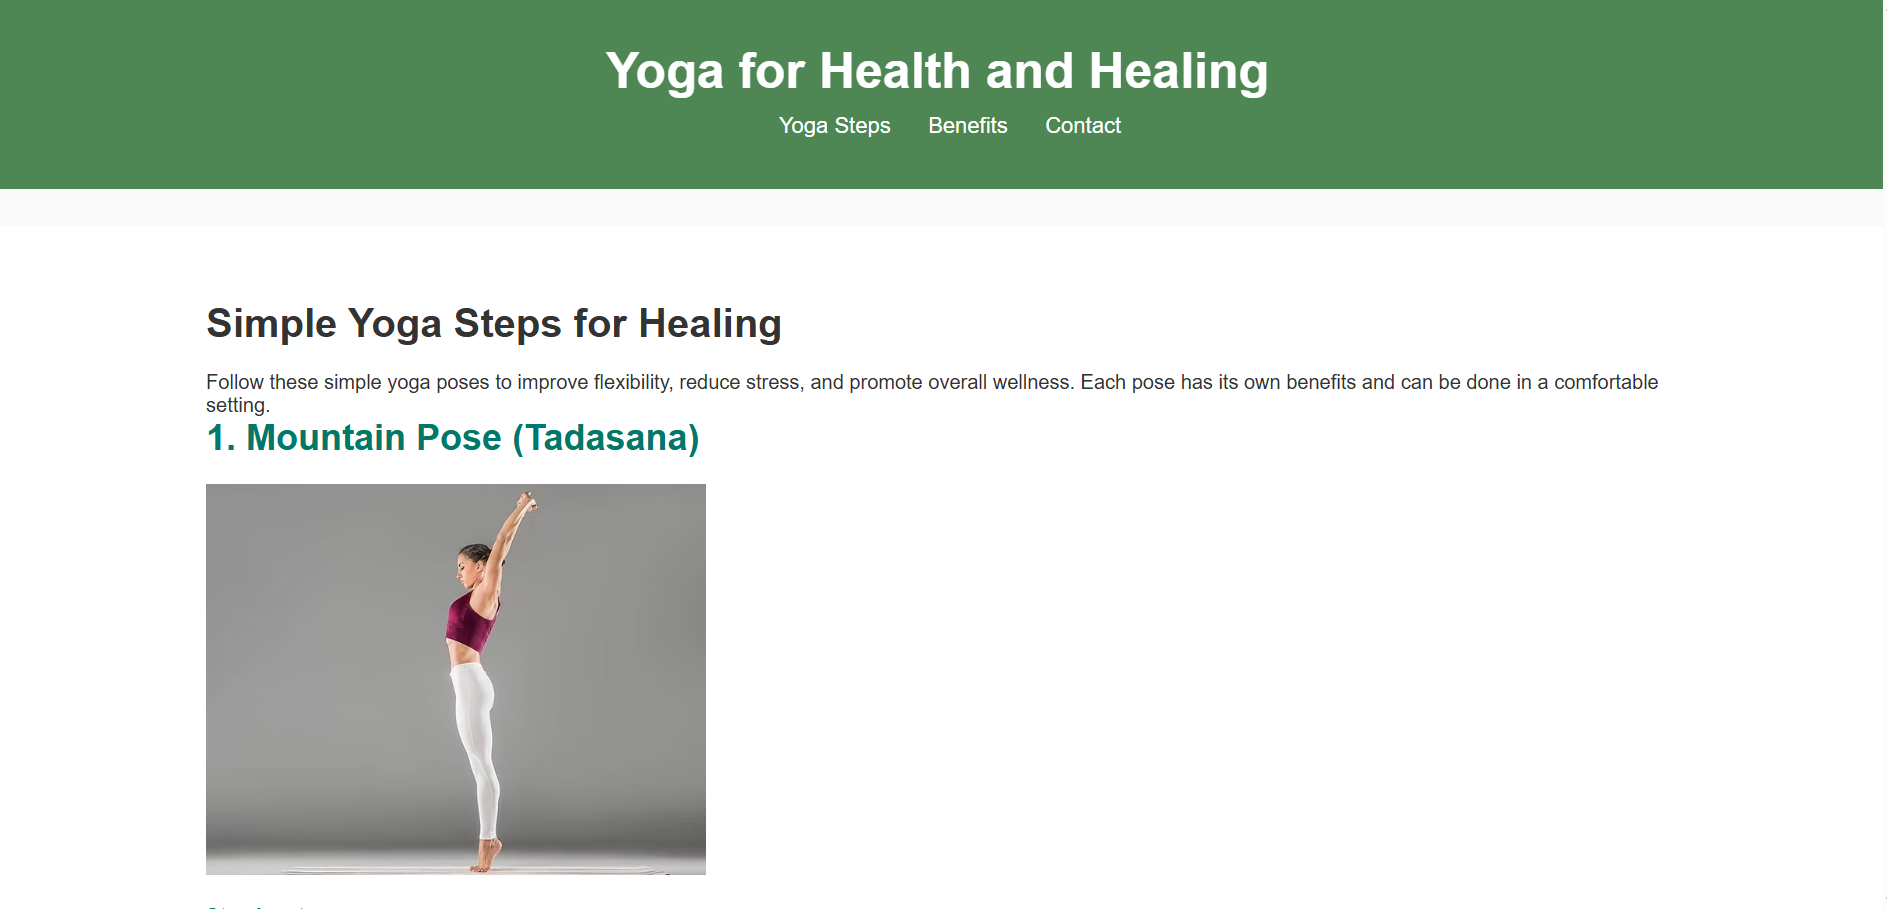 Yoga for Health and Healing
Yoga Steps Benefits Contact
Simple Yoga Steps for Healing
Follow these simple yoga poses to improve flexibility, reduce stress, and promote overall wellness. Each pose has its own benefits and can be done in a comfortable
setting.
1. Mountain Pose (Tadasana)